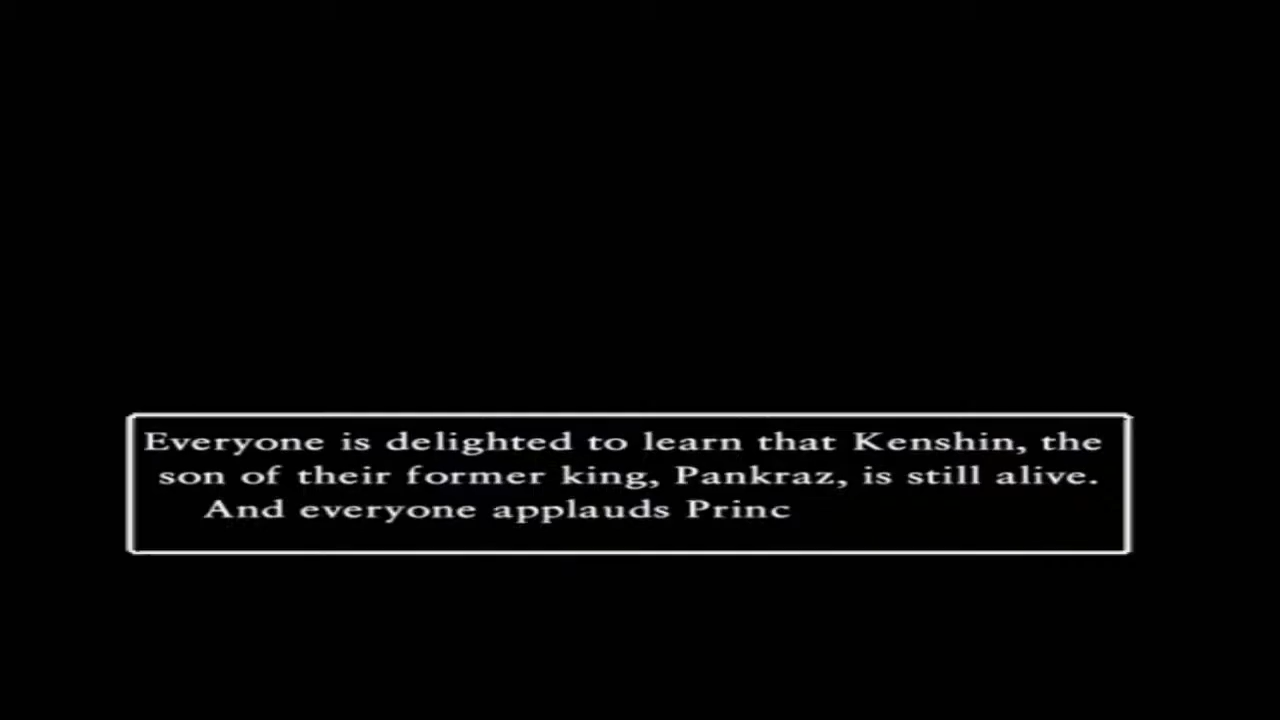 Everyone is delighted to learn that Kenshin, the
son of their former king, Pankraz, is still alive.
And everyone applauds Princ